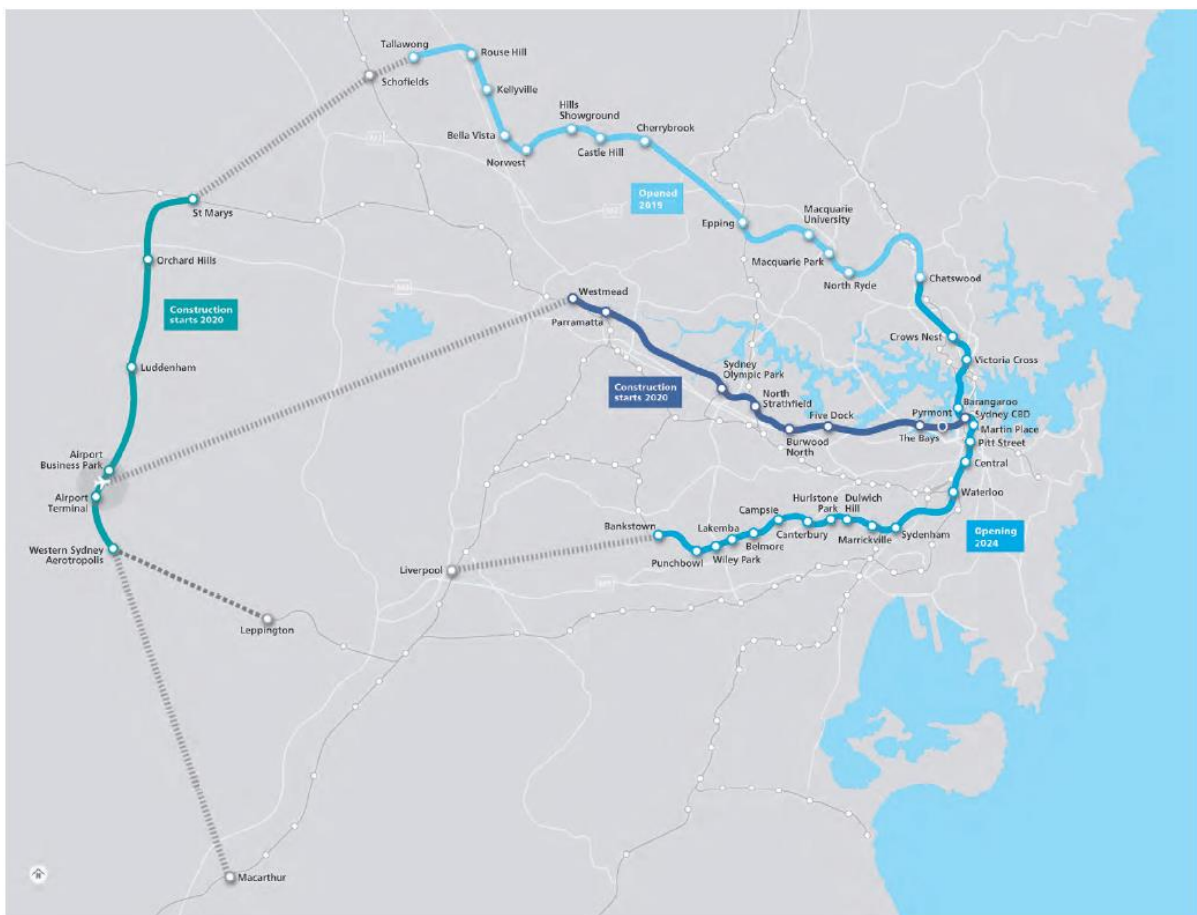 Tallawong
Rouse Hill
Schofields
Kellyville
Hills
Showground
Cherrybrook
Bella Vista
Castle Hill
Norwest
Opened
2019
St Marys
Macquarie
University
Epping
Orchard Hills
Macquarie Park
North Ryde
Chatswood
Westmead
Construction
starts 2020
Parramatta
Crows Nest
Victoria Cross
Luddenham
Sydney
Olympic Park
Construction
starts 2020
North
Strathfield
Barangaroo
Five Dock
Pyrmont
Sydney CBD
Martin Place
The Bays
Pitt Street
Burwood
North
Airport
Business Park
Central
Airport
Terminal
Waterloo
Hurlstone
Park
Dulwich
Hill
Campsie
Bankstown
Lakemba
Canterbury
Sydenham
Opening
2024
Marrickville
Belmore
Wiley Park
Punchbowl
Western Sydney
Aerotropolis
Liverpool
Leppington
Macarthur